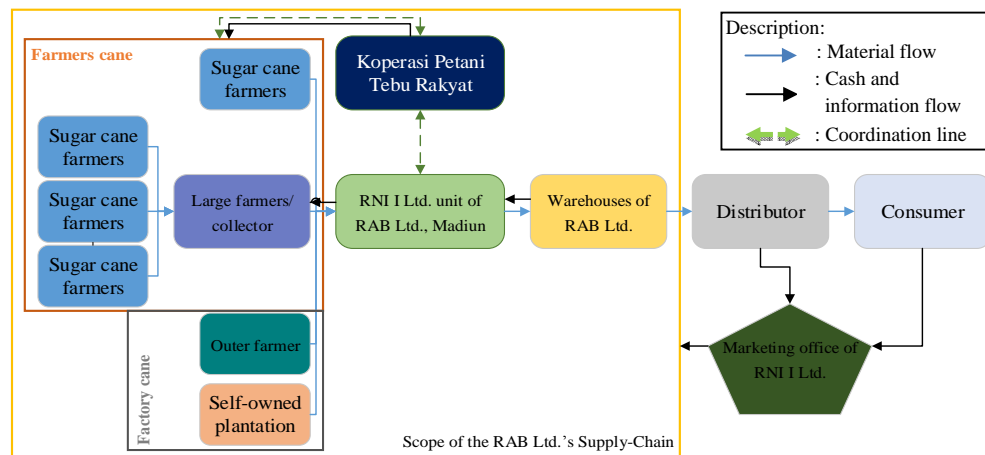 Farmers cane
Sugar cane
farmers
Koperasi Petani
Tebu Rakyat
Description:
: Material flow
: Cash and
information flow
: Coordination line
Sugar cane
farmers
Sugar cane
farmers
Sugar cane
farmers
Large farmers/
collector
RNI I Ltd. unit of
RAB Ltd., Madiun
Warehouses of
RAB Ltd.
Distributor
Consumer
Factory cane
Outer farmer
Self-owned
plantation
Marketing office of
RNI I Ltd.
Scope of the RAB Ltd.'s Supply-Chain